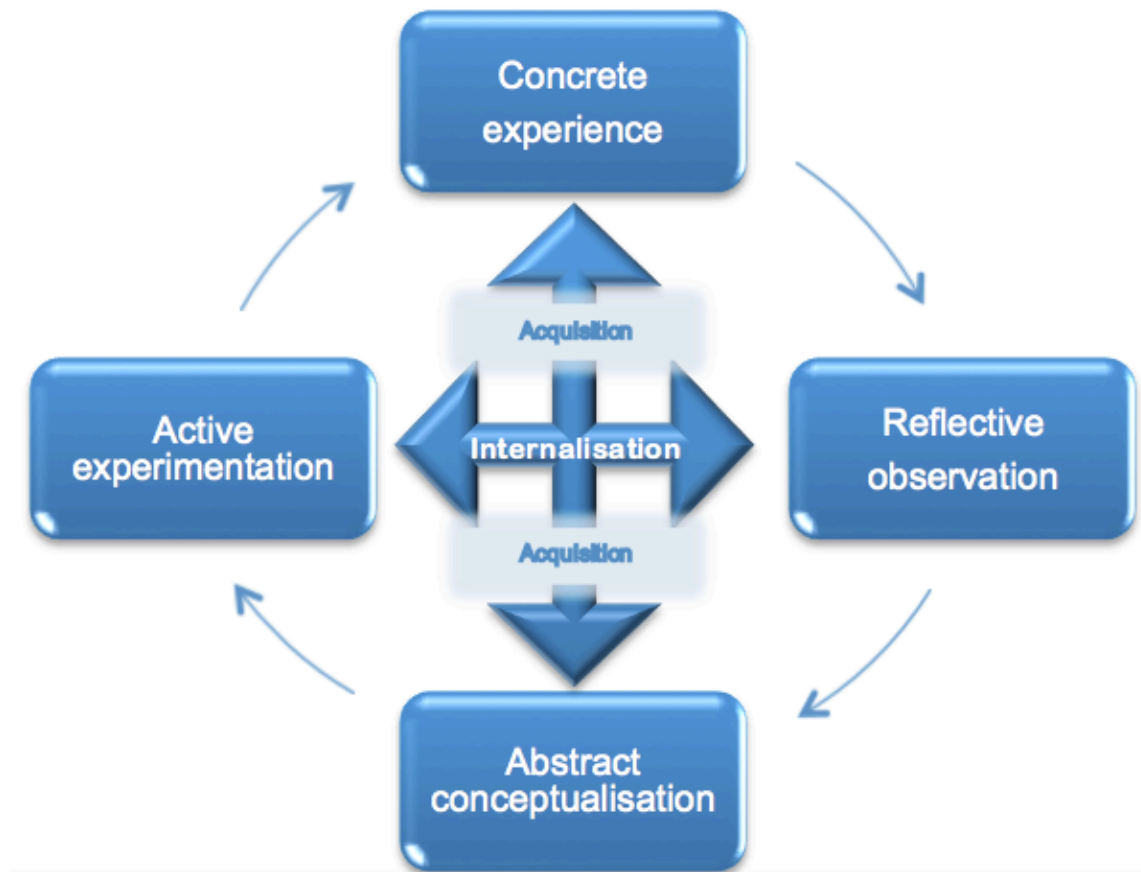 Concrete
experience
Acquisition
Active
experimentation
Internalisation
Reflective
observation
Acquisition
Abstract
conceptualisation